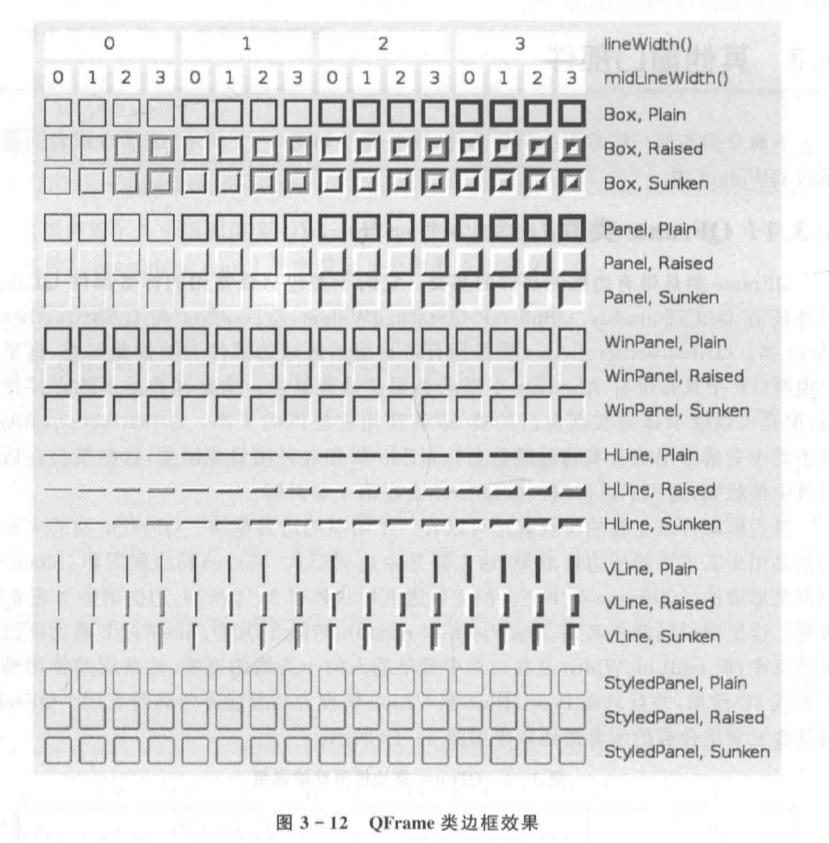 0 1 2 3 lineWidth()
0 1 2 3 0 1 2 3 0 1 2 3 0 1 2 3 midLineWidth()
Box, Plain
Box, Raised
Box, Sunken
Panel, Plain
Panel, Raised
Panel, Sunken
WinPanel, Plain
WinPanel, Raised
WinPanel, Sunken
HLine, Plain
HLine, Raised
HLine, Sunken
VLine, Plain
VLine, Raised
VLine, Sunken
StyledPanel, Plain
StyledPanel, Raised
StyledPanel, Sunken
图 3-12 QFrame 类边框效果